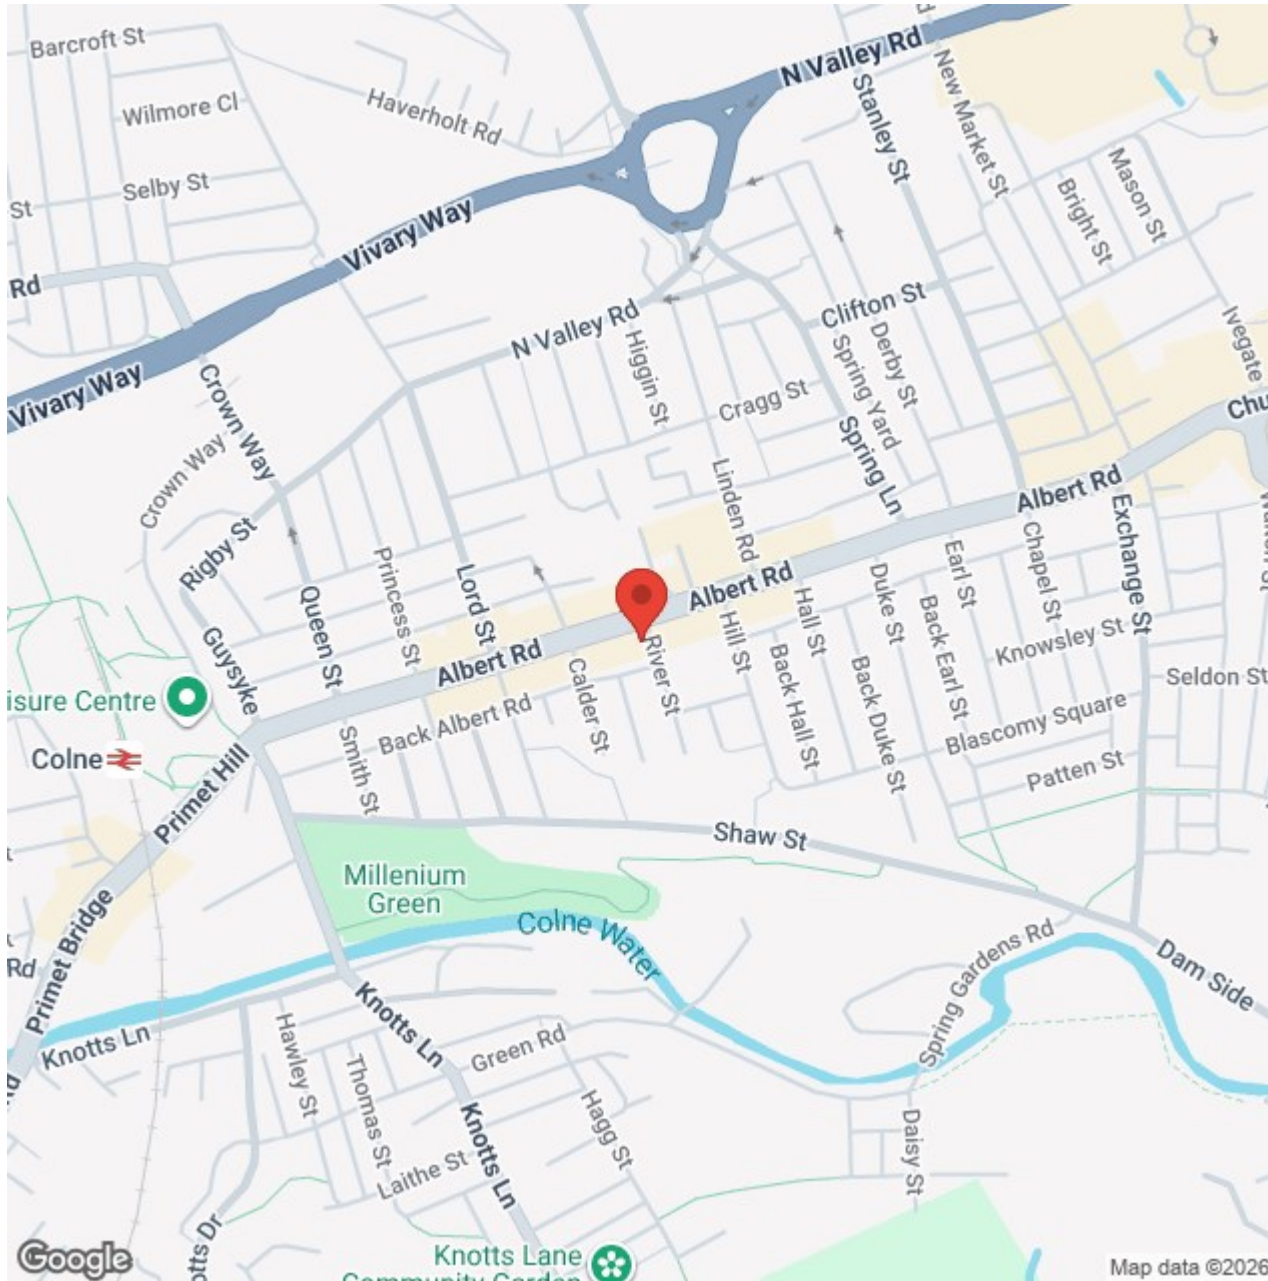 Barcroft St
Wilmore Cl
Haverholt Rd
Selby St
St
Rd
N Valley Rd
Stanley St
New Market St
Mason St
Bright St
Vivary Way
Vivary Way
N Valley Rd
Clifton St
Ivegate
Higgin St
Derby St
Spring Yard
Cragg St
Crown Way
Crown Way
Chu
Spring Ln
Linden Rd
Albert Rd
Exchange St
Rigby St
Princess St
Lord St
Queen St
Albert Rd
Chapel St
Earl St
Duke St
Hall St
Hill St
Back Earl St
Knowsley St
Guysyke
Albert Rd
River St
Calder St
Back Hall St
Back Duke St
Seldon St
isure Centre
Back Albert Rd
Blascomy Square
Colne
Smith St
Patten St
Primet Hill
Shaw St
Millenium
Green
Colne Water
Primet Bridge
Rd
Spring Gardens Rd
Dam Side
Knotts Ln
Knotts Ln
Hawley St
Green Rd
Thomas St
Hagg St
Daisy St
Knotts Ln
Laithe St
otts Dr
Knotts Lane
Community Garden
Google
Map data ©2026